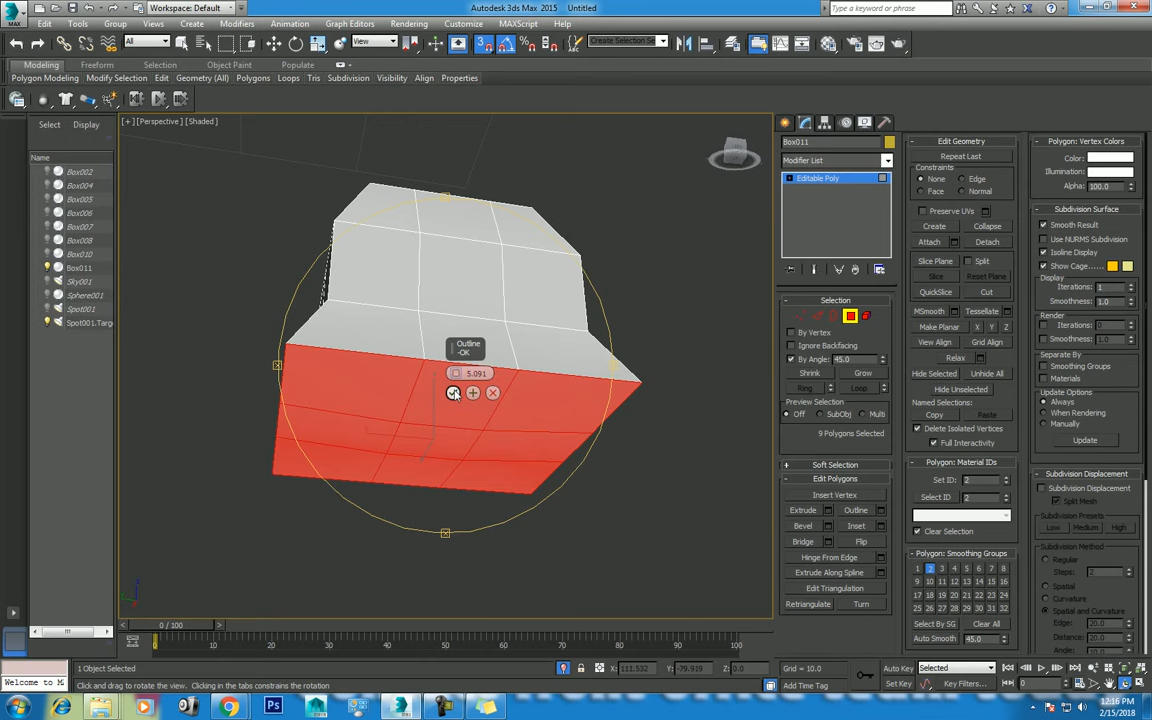 Workspace: Default
Autodesk 3ds Max 2015 Untitled
Type a keyword or phrase
MAX
Edit Tools Group Views Create Modifiers Animation Graph Editors Rendering Customize MAXScript Help
All View Create Selection Se
Modeling Freeform Selection Object Paint Populate
Polygon Modeling Modify Selection Edit Geometry (All) Polygons Loops Tris Subdivision Visibility Align Properties
Select Display
Name
Box002
Box004
Box005
Box006
Box007
Box008
Box010
Box011
Sky001
Sphere001
Spot001
Spot001.Targe
[+] [Perspective] [Shaded]
Outline
-OK
5.091
Box011
Modifier List
Editable Poly
Selection
By Vertex
Ignore Backfacing
By Angle: 45.0
Shrink Grow
Ring Loop
Preview Selection
Off SubObj Multi
9 Polygons Selected
Soft Selection
Edit Polygons
Insert Vertex
Extrude Outline
Bevel Inset
Bridge Flip
Hinge From Edge
Extrude Along Spline
Edit Triangulation
Retriangulate Turn
Edit Geometry
Repeat Last
Constraints
None Edge
Face Normal
Preserve UVs
Create Collapse
Attach Detach
Slice Plane Split
Slice Reset Plane
QuickSlice Cut
MSmooth Tessellate
Make Planar X Y Z
View Align Grid Align
Relax
Hide Selected Unhide All
Hide Unselected
Named Selections:
Copy Paste
Delete Isolated Vertices
Full Interactivity
Polygon: Material IDs
Set ID: 2
Select ID 2
Clear Selection
Polygon: Smoothing Groups
1 2 3 4 5 6 7 8
9 10 11 12 13 14 15 16
17 18 19 20 21 22 23 24
25 26 27 28 29 30 31 32
Select By SG Clear All
Auto Smooth 45.0
Polygon: Vertex Colors
Color:
Illumination:
Alpha: 100.0
Subdivision Surface
Smooth Result
Use NURMS Subdivision
Isoline Display
Show Cage......
Display
Iterations: 1
Smoothness: 1.0
Render
Iterations: 0
Smoothness: 1.0
Separate By
Smoothing Groups
Materials
Update Options
Always
When Rendering
Manually
Update
Subdivision Displacement
Subdivision Displacement
Split Mesh
Subdivision Presets
Low Medium High
Subdivision Method
Regular
Steps: 2
Spatial
Curvature
Spatial and Curvature
Edge: 20.0
Distance: 20.0
0 / 100
0 10 20 30 40 50 60 70 80 90 100
1 Object Selected X: 111.532 Y: -79.919 Z: 0.0 Grid = 10.0 Auto Key Selected
Welcome to M Click and drag to rotate the view. Clicking in the tabs constrains the rotation Add Time Tag Set Key Key Filters... 0
12:16 PM
2/15/2018